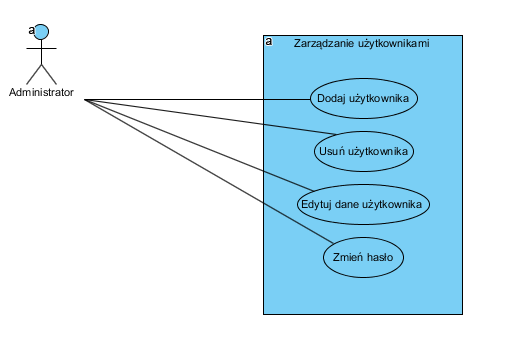 a
Administrator
a
Zarządzanie użytkownikami
Dodaj użytkownika
Usuń użytkownika
Edytuj dane użytkownika
Zmień hasło